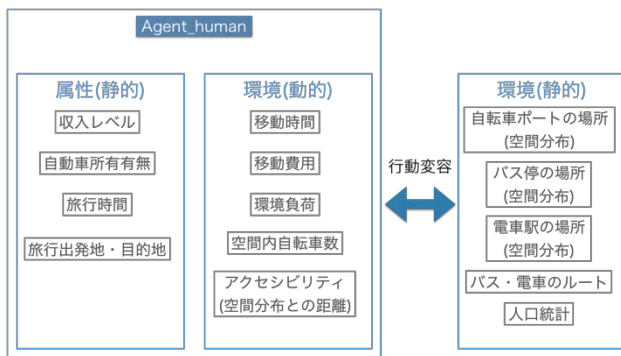 Agent_human
属性(静的)
収入レベル
自動車所有有無
旅行時間
旅行出発地・目的地
環境(動的)
移動時間
移動費用
環境負荷
空間内自転車数
アクセシビリティ
(空間分布との距離)
行動変容
環境(静的)
自転車ポートの場所
(空間分布)
バス停の場所
(空間分布)
電車駅の場所
(空間分布)
バス・電車のルート
人口統計